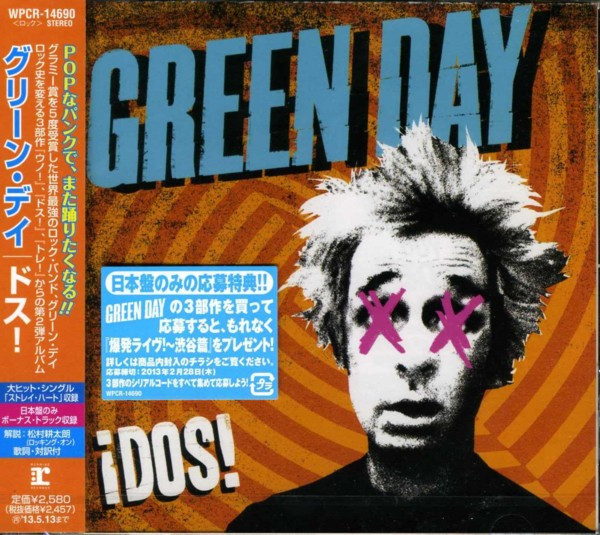 WPCR-14690
<ロック> STEREO
POPなパンクで、また踊りたくなる!!
グラミー賞を5度受賞した世界最強のロック・バンド、グリーン・デイ
ロック史を変える3部作『ウノ!』、『ドス!』、『トレー!』からの第2弾アルバム
グリーン・デイ｜ドス!
大ヒット・シングル
「ストレイ・ハート」収録
日本盤のみ
ボーナス・トラック収録
解説:松村耕太朗
(ロッキング・オン)
歌詞・対訳付
定価¥2,580
(税抜価格¥2,457)
'13.5.13まで
GREEN DAY
日本盤のみの応募特典!!
GREEN DAY の3部作を買って
応募すると、もれなく
「爆発ライヴ!〜渋谷篇」をプレゼント!
詳しくは商品内封入のチラシをご覧ください。
応募締切:2013年2月28日(木)
3部作のシリアルコードをすべて集めて応募しよう!
WPCR-14690
¡DOS!